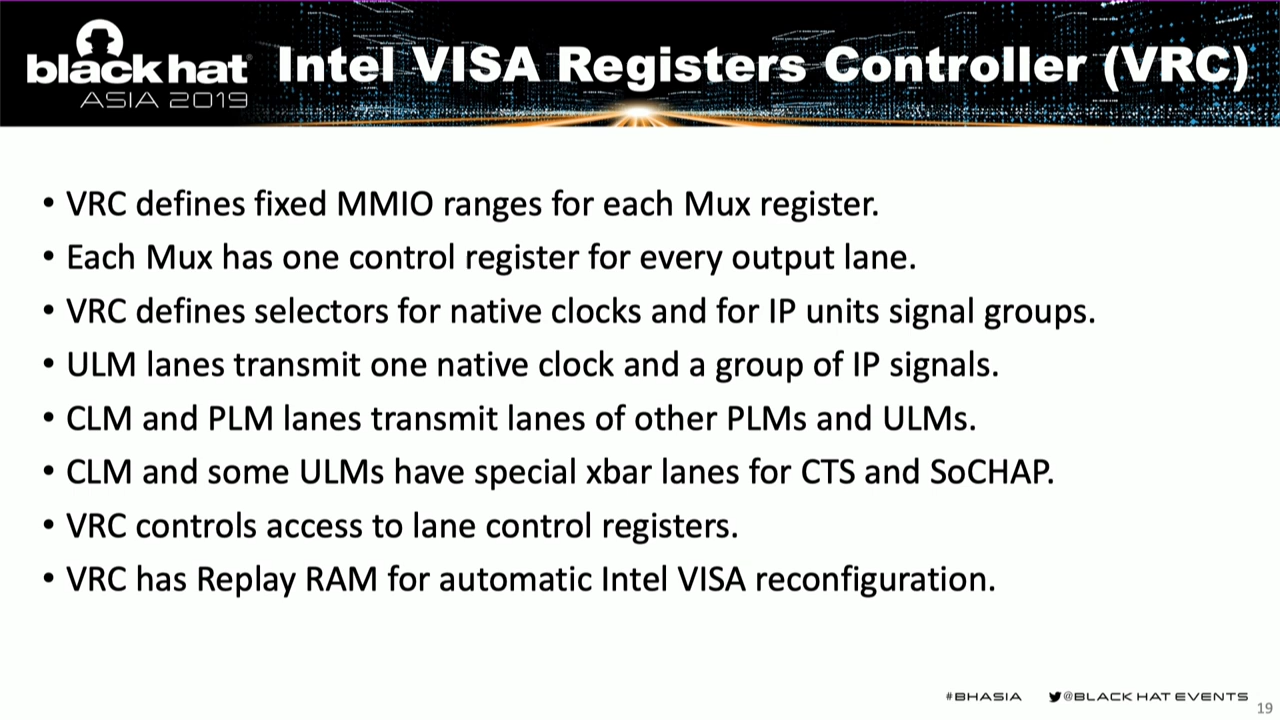 black hat
ASIA 2019
Intel VISA Registers Controller (VRC)
• VRC defines fixed MMIO ranges for each Mux register.
• Each Mux has one control register for every output lane.
• VRC defines selectors for native clocks and for IP units signal groups.
• ULM lanes transmit one native clock and a group of IP signals.
• CLM and PLM lanes transmit lanes of other PLMs and ULMs.
• CLM and some ULMs have special xbar lanes for CTS and SoCHAP.
• VRC controls access to lane control registers.
• VRC has Replay RAM for automatic Intel VISA reconfiguration.
#BHASIA @BLACK HAT EVENTS
19